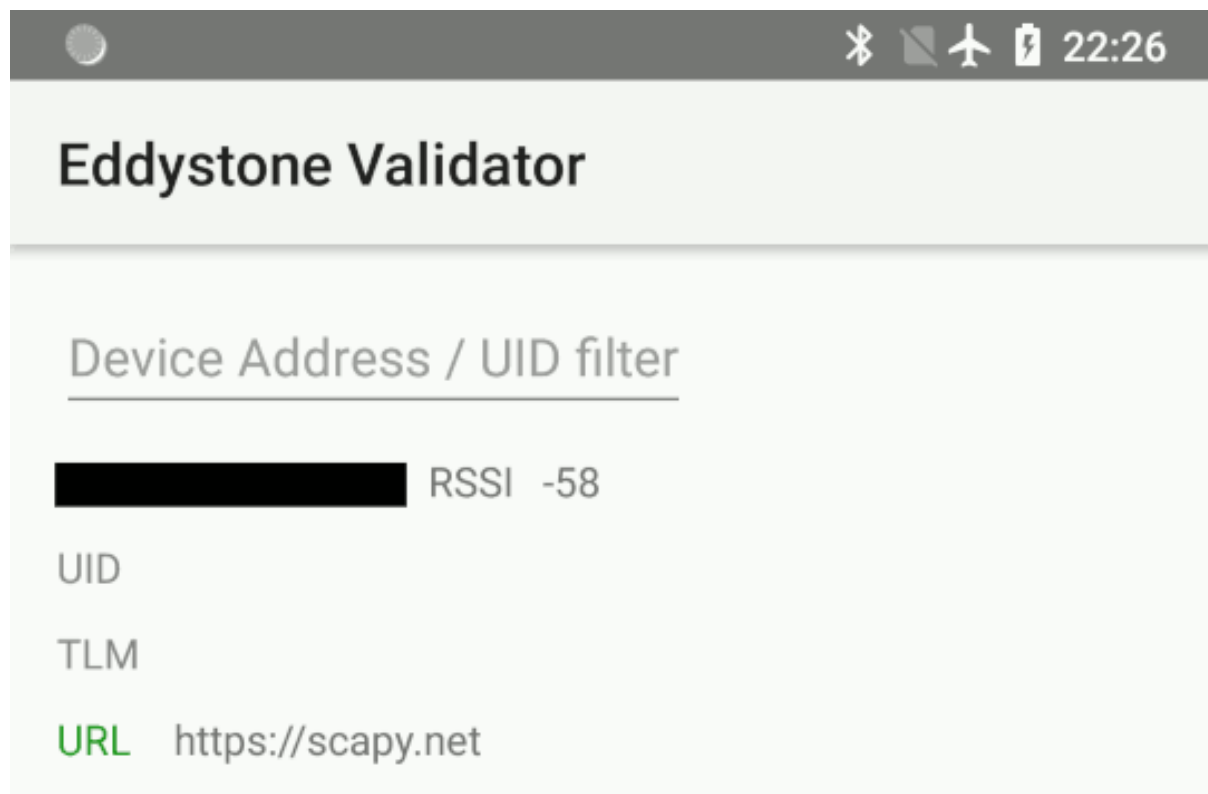 22:26
Eddystone Validator
Device Address / UID filter
RSSI -58
UID
TLM
URL https://scapy.net